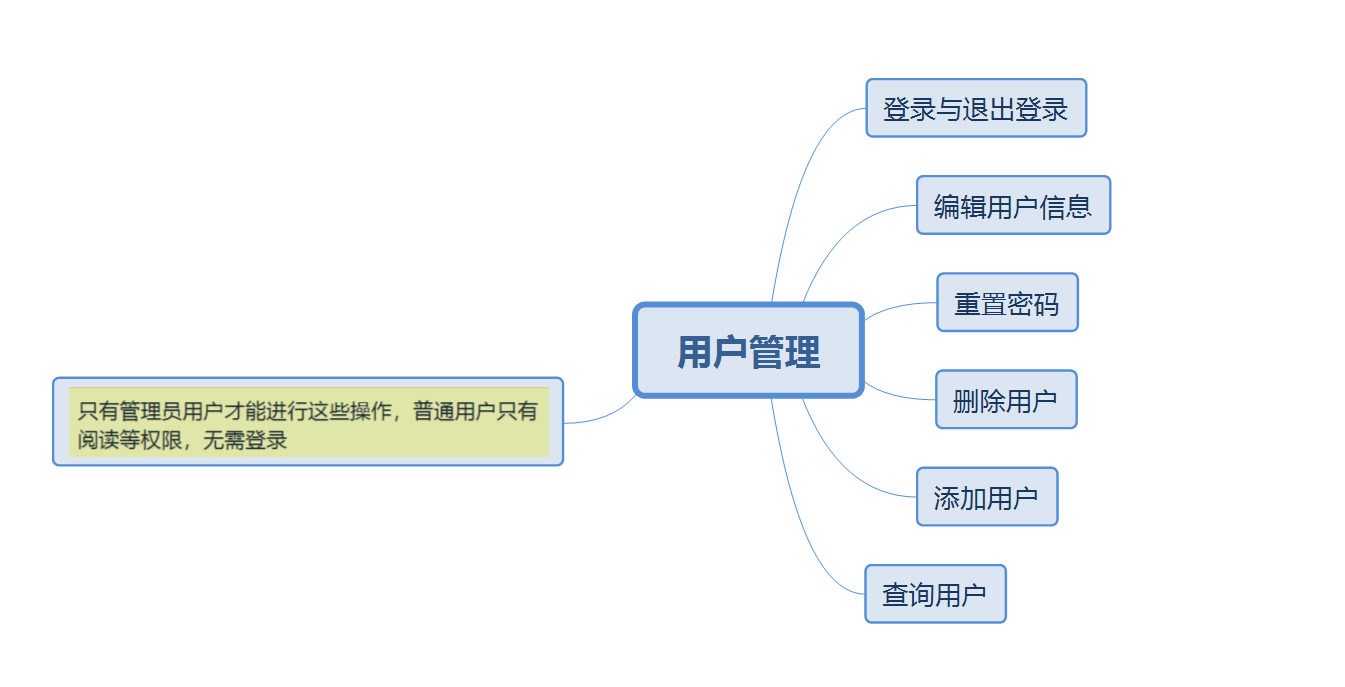 登录与退出登录
编辑用户信息
重置密码
用户管理
删除用户
只有管理员用户才能进行这些操作，普通用户只有
阅读等权限，无需登录
添加用户
查询用户